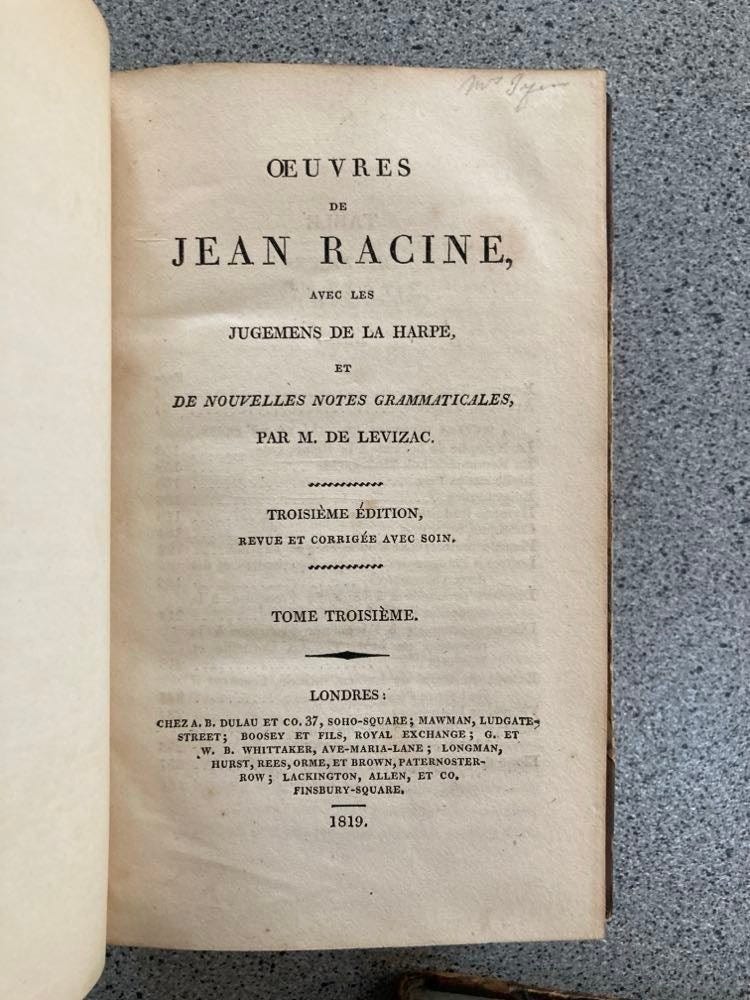 Mrs
ŒUVRES
DE
JEAN RACINE,
AVEC LES
JUGEMENS DE LA HARPE,
ET
DE NOUVELLES NOTES GRAMMATICALES,
PAR M. DE LEVIZAC.
TROISIÈME ÉDITION,
REVUE ET CORRIGÉE AVEC SOIN.
TOME TROISIÈME.
LONDRES:
CHEZ A. B. DULAU ET CO. 37, SOHO-SQUARE; MAWMAN, LUDGATE-
STREET; BOOSEY ET FILS, ROYAL EXCHANGE; G. ET
W. B. WHITTAKER, AVE-MARIA-LANE; LONGMAN,
HURST, REES, ORME, ET BROWN, PATERNOSTER-
ROW; LACKINGTON, ALLEN, ET CO.
FINSBURY-SQUARE.
1819.